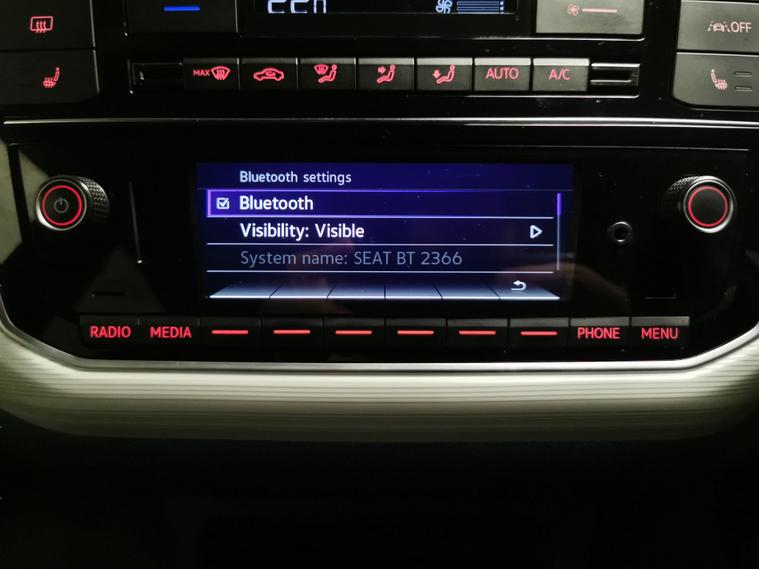 OFF
MAX
AUTO
A/C
Bluetooth settings
Bluetooth
Visibility: Visible
System name: SEAT BT 2366
RADIO
MEDIA
PHONE
MENU